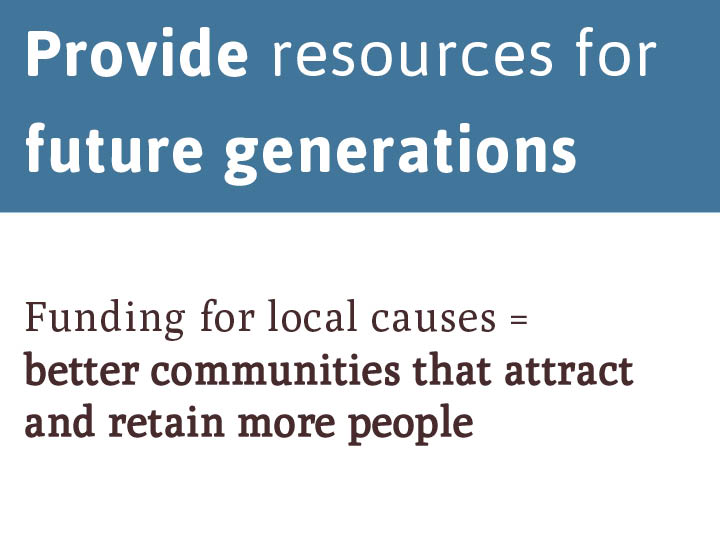 Provide resources for
future generations
Funding for local causes =
better communities that attract
and retain more people